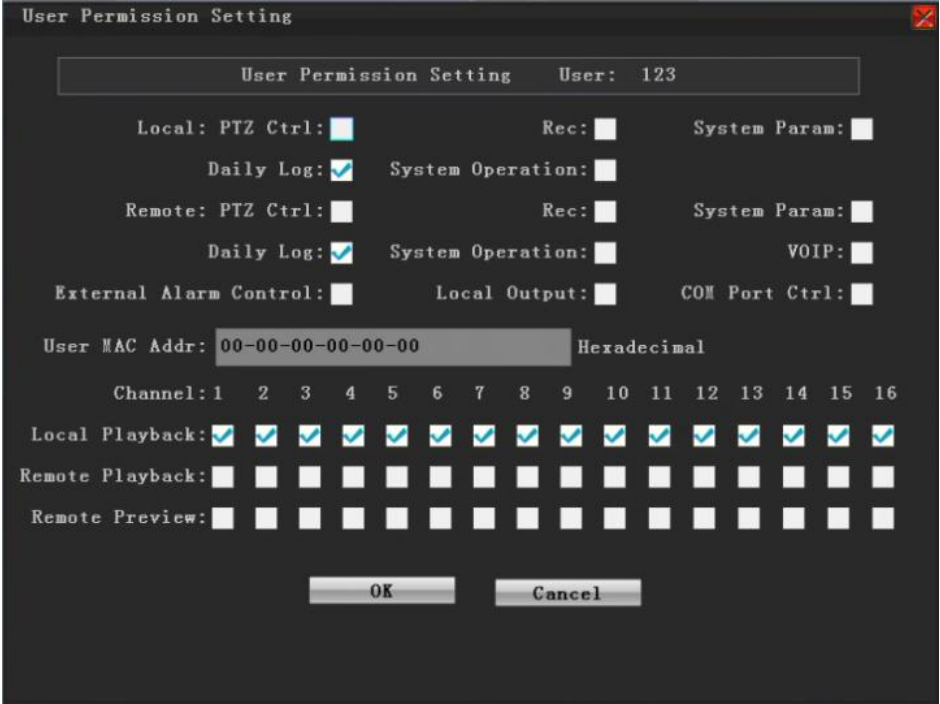 User Permission Setting
User Permission Setting User: 123
Local: PTZ Ctrl: Rec: System Param:
Daily Log: System Operation:
Remote: PTZ Ctrl: Rec: System Param:
Daily Log: System Operation: VOIP:
External Alarm Control: Local Output: COM Port Ctrl:
User MAC Addr: 00-00-00-00-00-00 Hexadecimal
Channel: 1 2 3 4 5 6 7 8 9 10 11 12 13 14 15 16
Local Playback:
Remote Playback:
Remote Preview:
OK Cancel